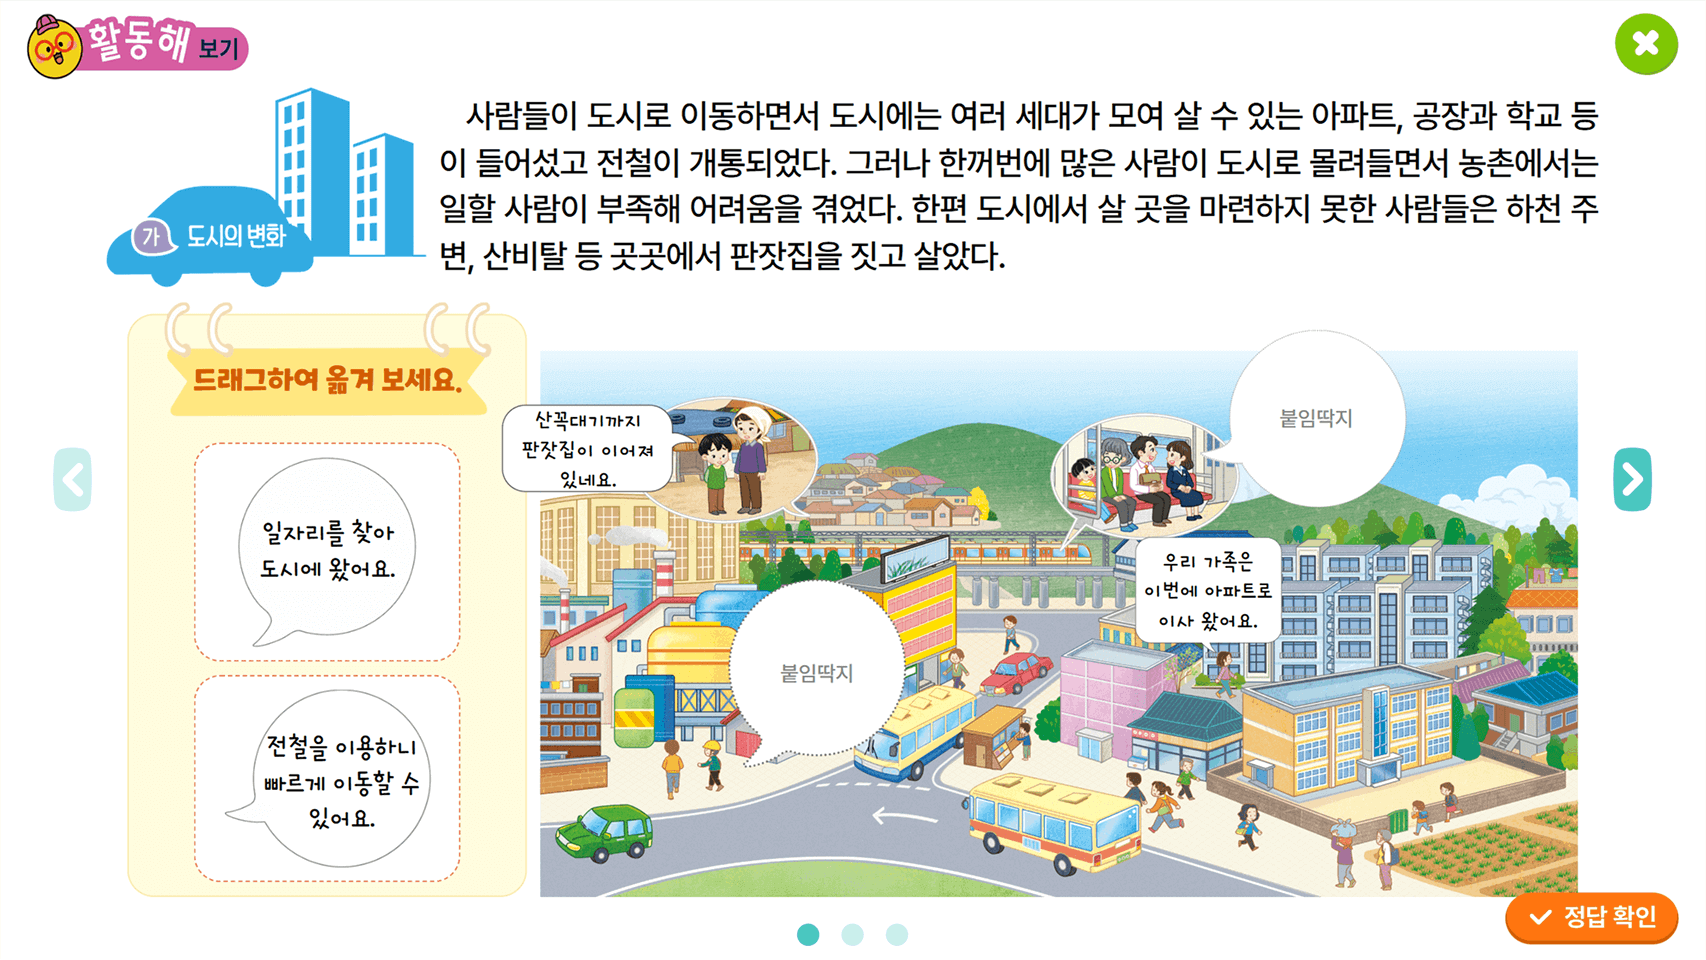 활동해 보기
사람들이 도시로 이동하면서 도시에는 여러 세대가 모여 살 수 있는 아파트, 공장과 학교 등
이 들어섰고 전철이 개통되었다. 그러나 한꺼번에 많은 사람이 도시로 몰려들면서 농촌에서는
일할 사람이 부족해 어려움을 겪었다. 한편 도시에서 살 곳을 마련하지 못한 사람들은 하천 주
변, 산비탈 등 곳곳에서 판잣집을 짓고 살았다.
가 도시의 변화
드래그하여 옮겨 보세요.
일자리를 찾아
도시에 왔어요.
전철을 이용하니
빠르게 이동할 수
있어요.
산꼭대기까지
판잣집이 이어져
있네요.
붙임딱지
우리 가족은
이번에 아파트로
이사 왔어요.
붙임딱지
정답 확인